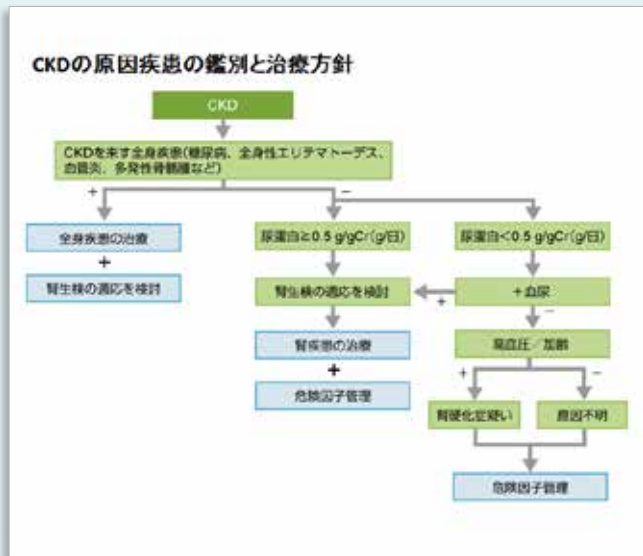 CKDの原因疾患の鑑別と治療方針
CKD
CKDを来す全身疾患(糖尿病、全身性エリテマトーデス、
血管炎、多発性骨髄腫など)
+
−
全身疾患の治療
+
腎生検の適応を検討
尿蛋白≥0.5 g/gCr(g/日)
尿蛋白<0.5 g/gCr(g/日)
腎生検の適応を検討
+
+血尿
−
腎疾患の治療
+
危険因子管理
高血圧/加齢
+
−
腎硬化症疑い
原因不明
危険因子管理